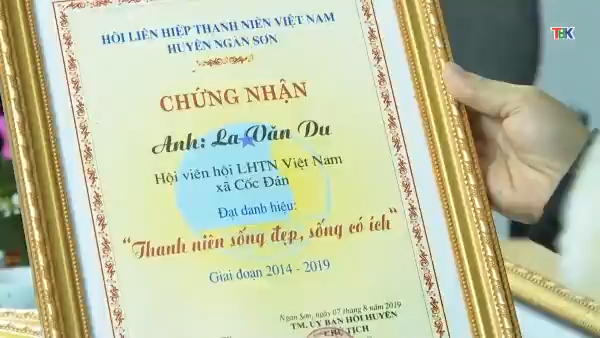 HỘI LIÊN HIỆP THANH NIÊN VIỆT NAM
HUYỆN NGÂN SƠN
CHỨNG NHẬN
Anh: La Văn Du
Hội viên hội LHTN Việt Nam
xã Cốc Đán
Đạt danh hiệu:
"Thanh niên sống đẹp, sống có ích"
Giai đoạn 2014 - 2019
Ngân Sơn, ngày 07 tháng 8 năm 2019
TM. ỦY BAN HỘI HUYỆN
CHỦ TỊCH
TBK